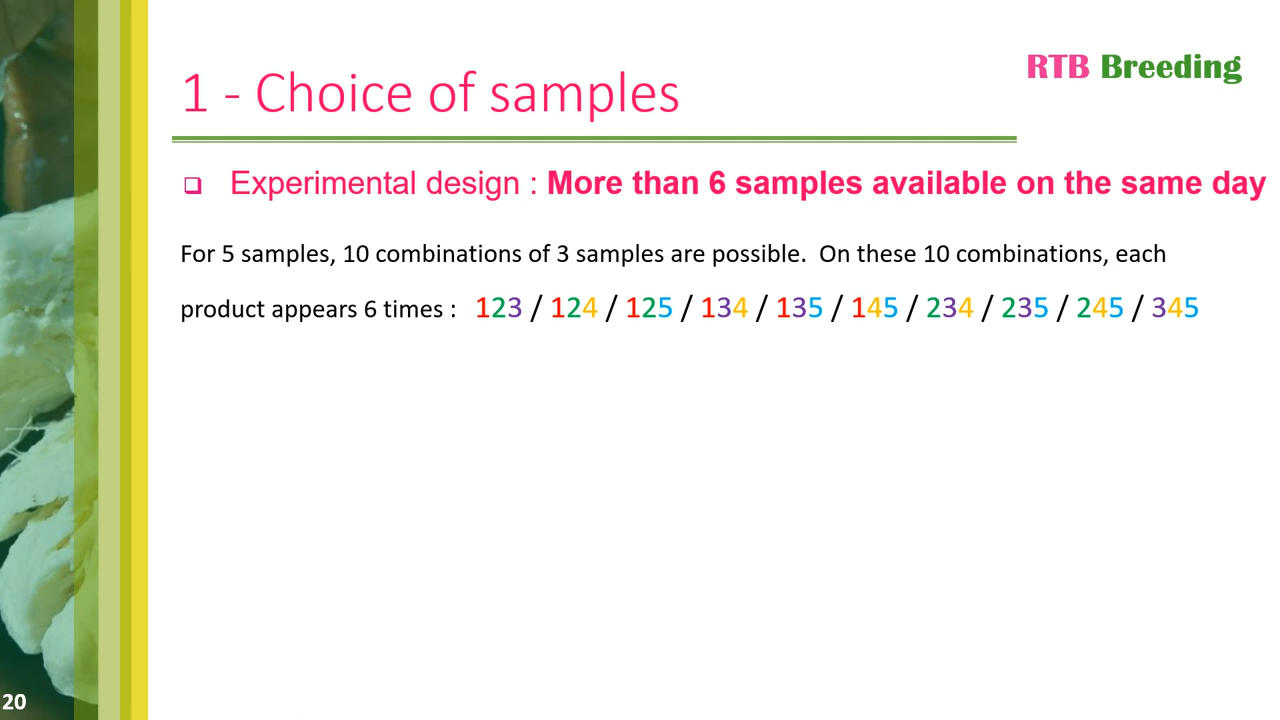 RTB Breeding
1 - Choice of samples
❑ Experimental design : More than 6 samples available on the same day
For 5 samples, 10 combinations of 3 samples are possible.  On these 10 combinations, each
product appears 6 times :  123 / 124 / 125 / 134 / 135 / 145 / 234 / 235 / 245 / 345
20